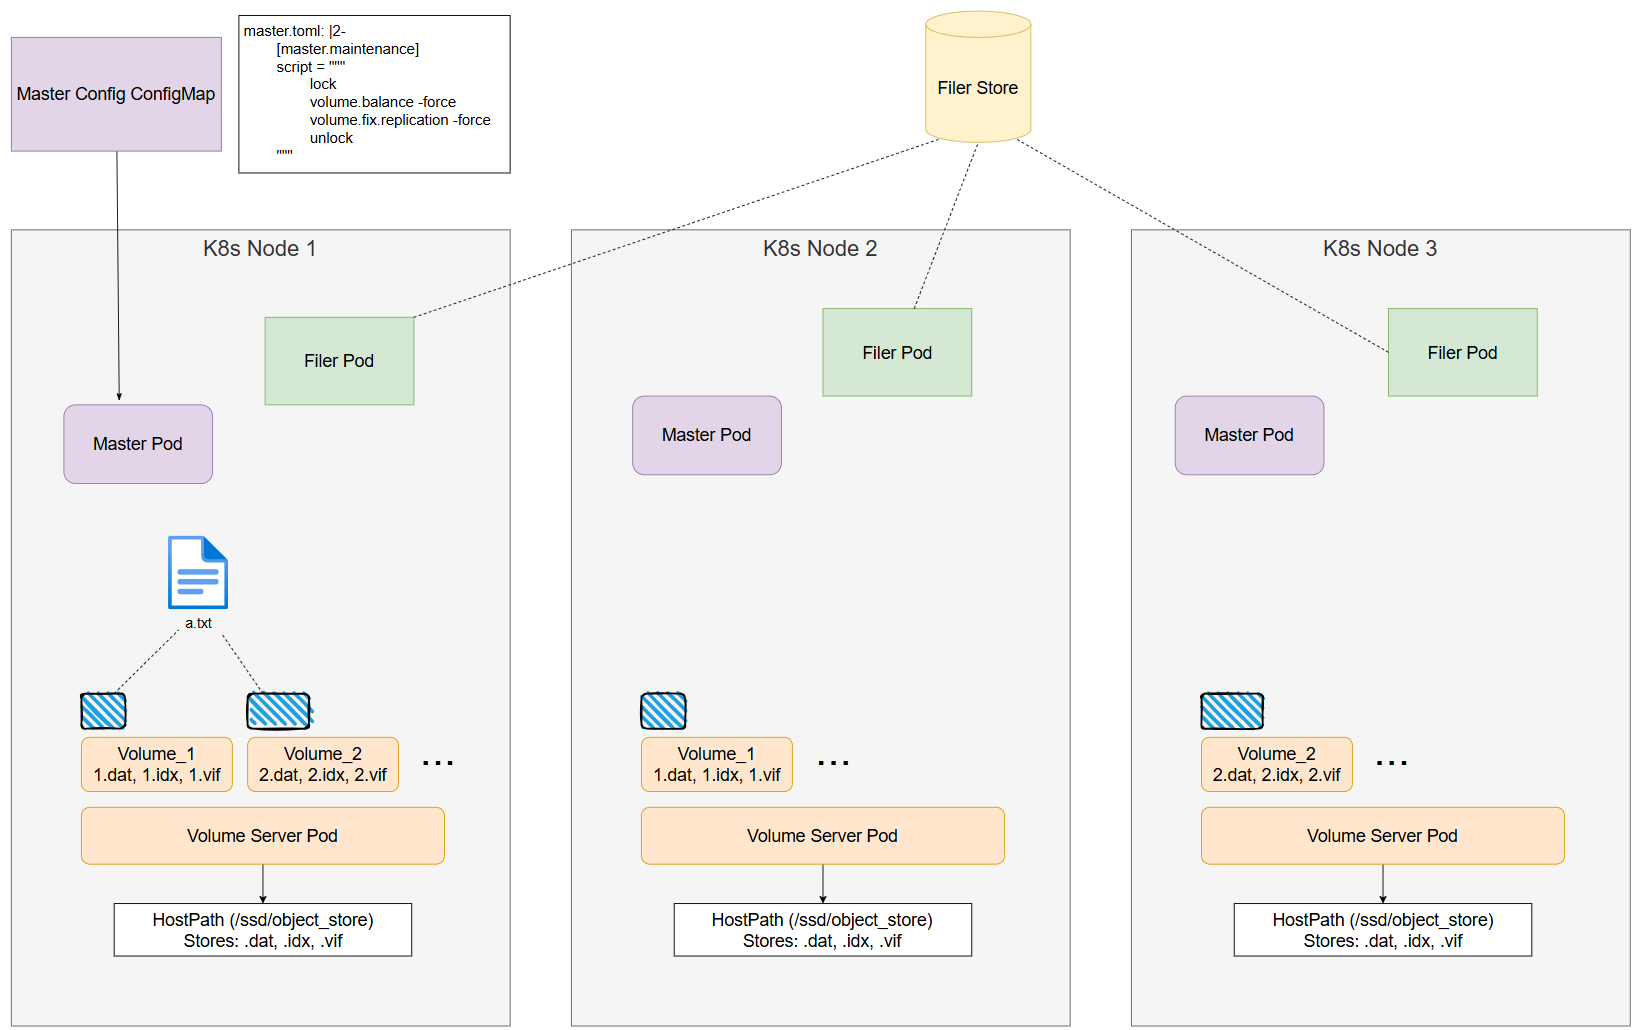 Master Config ConfigMap
master.toml: |2-
[master.maintenance]
script = """
lock
volume.balance -force
volume.fix.replication -force
unlock
"""
Filer Store
K8s Node 1
Filer Pod
Master Pod
a.txt
Volume_1
1.dat, 1.idx, 1.vif
Volume_2
2.dat, 2.idx, 2.vif
...
Volume Server Pod
HostPath (/ssd/object_store)
Stores: .dat, .idx, .vif
K8s Node 2
Filer Pod
Master Pod
Volume_1
1.dat, 1.idx, 1.vif
...
Volume Server Pod
HostPath (/ssd/object_store)
Stores: .dat, .idx, .vif
K8s Node 3
Filer Pod
Master Pod
Volume_2
2.dat, 2.idx, 2.vif
...
Volume Server Pod
HostPath (/ssd/object_store)
Stores: .dat, .idx, .vif